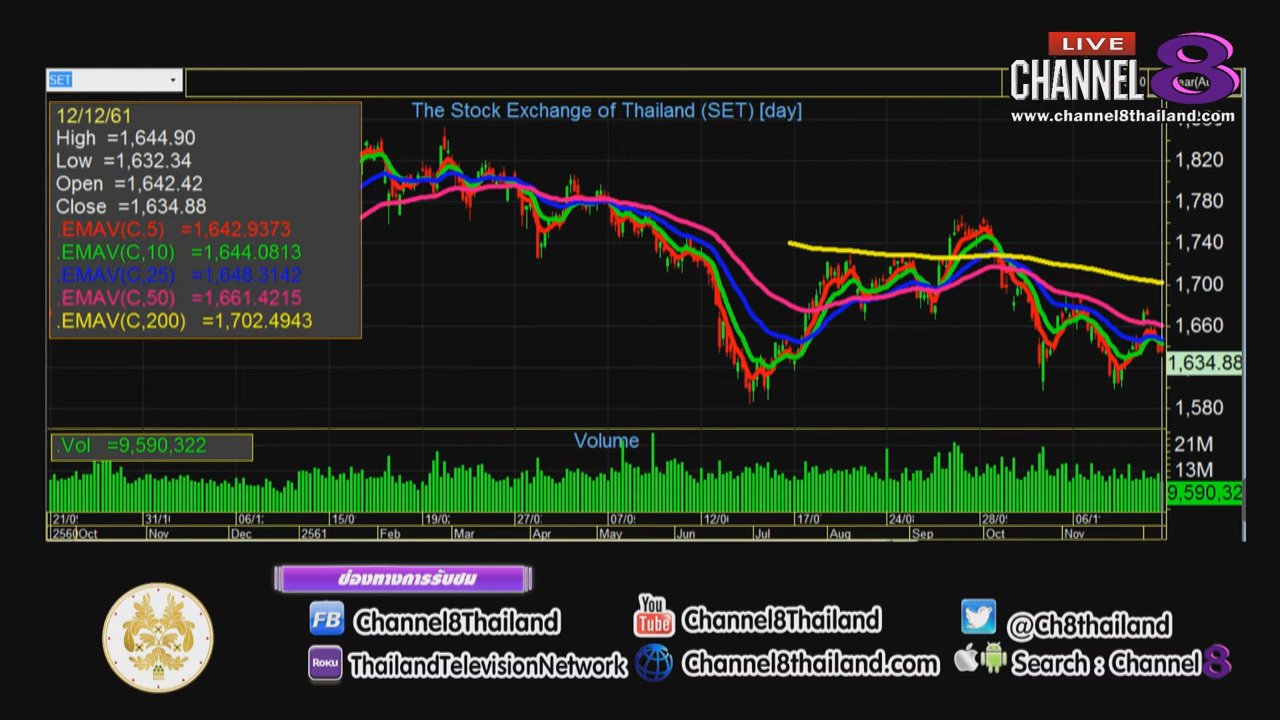 LIVE
CHANNEL 8
www.channel8thailand.com
SET
12/12/61
High =1,644.90
Low =1,632.34
Open =1,642.42
Close =1,634.88
.EMAV(C,5) =1,642.9373
.EMAV(C,10) =1,644.0813
.EMAV(C,25) =1,648.3142
.EMAV(C,50) =1,661.4215
.EMAV(C,200) =1,702.4943
The Stock Exchange of Thailand (SET) [day]
1,820
1,780
1,740
1,700
1,660
1,634.88
1,580
.Vol =9,590,322
Volume
21M
13M
9,590,32
21/0 31/1 06/1 15/0 19/0 27/0 07/0 12/0 17/0 24/0 28/0 06/1
2560 Oct Nov Dec 2561 Feb Mar Apr May Jun Jul Aug Sep Oct Nov
ช่องทางการรับชม
FB Channel8Thailand
You Tube Channel8Thailand
@Ch8thailand
Roku ThailandTelevisionNetwork
Channel8thailand.com
Search : Channel 8